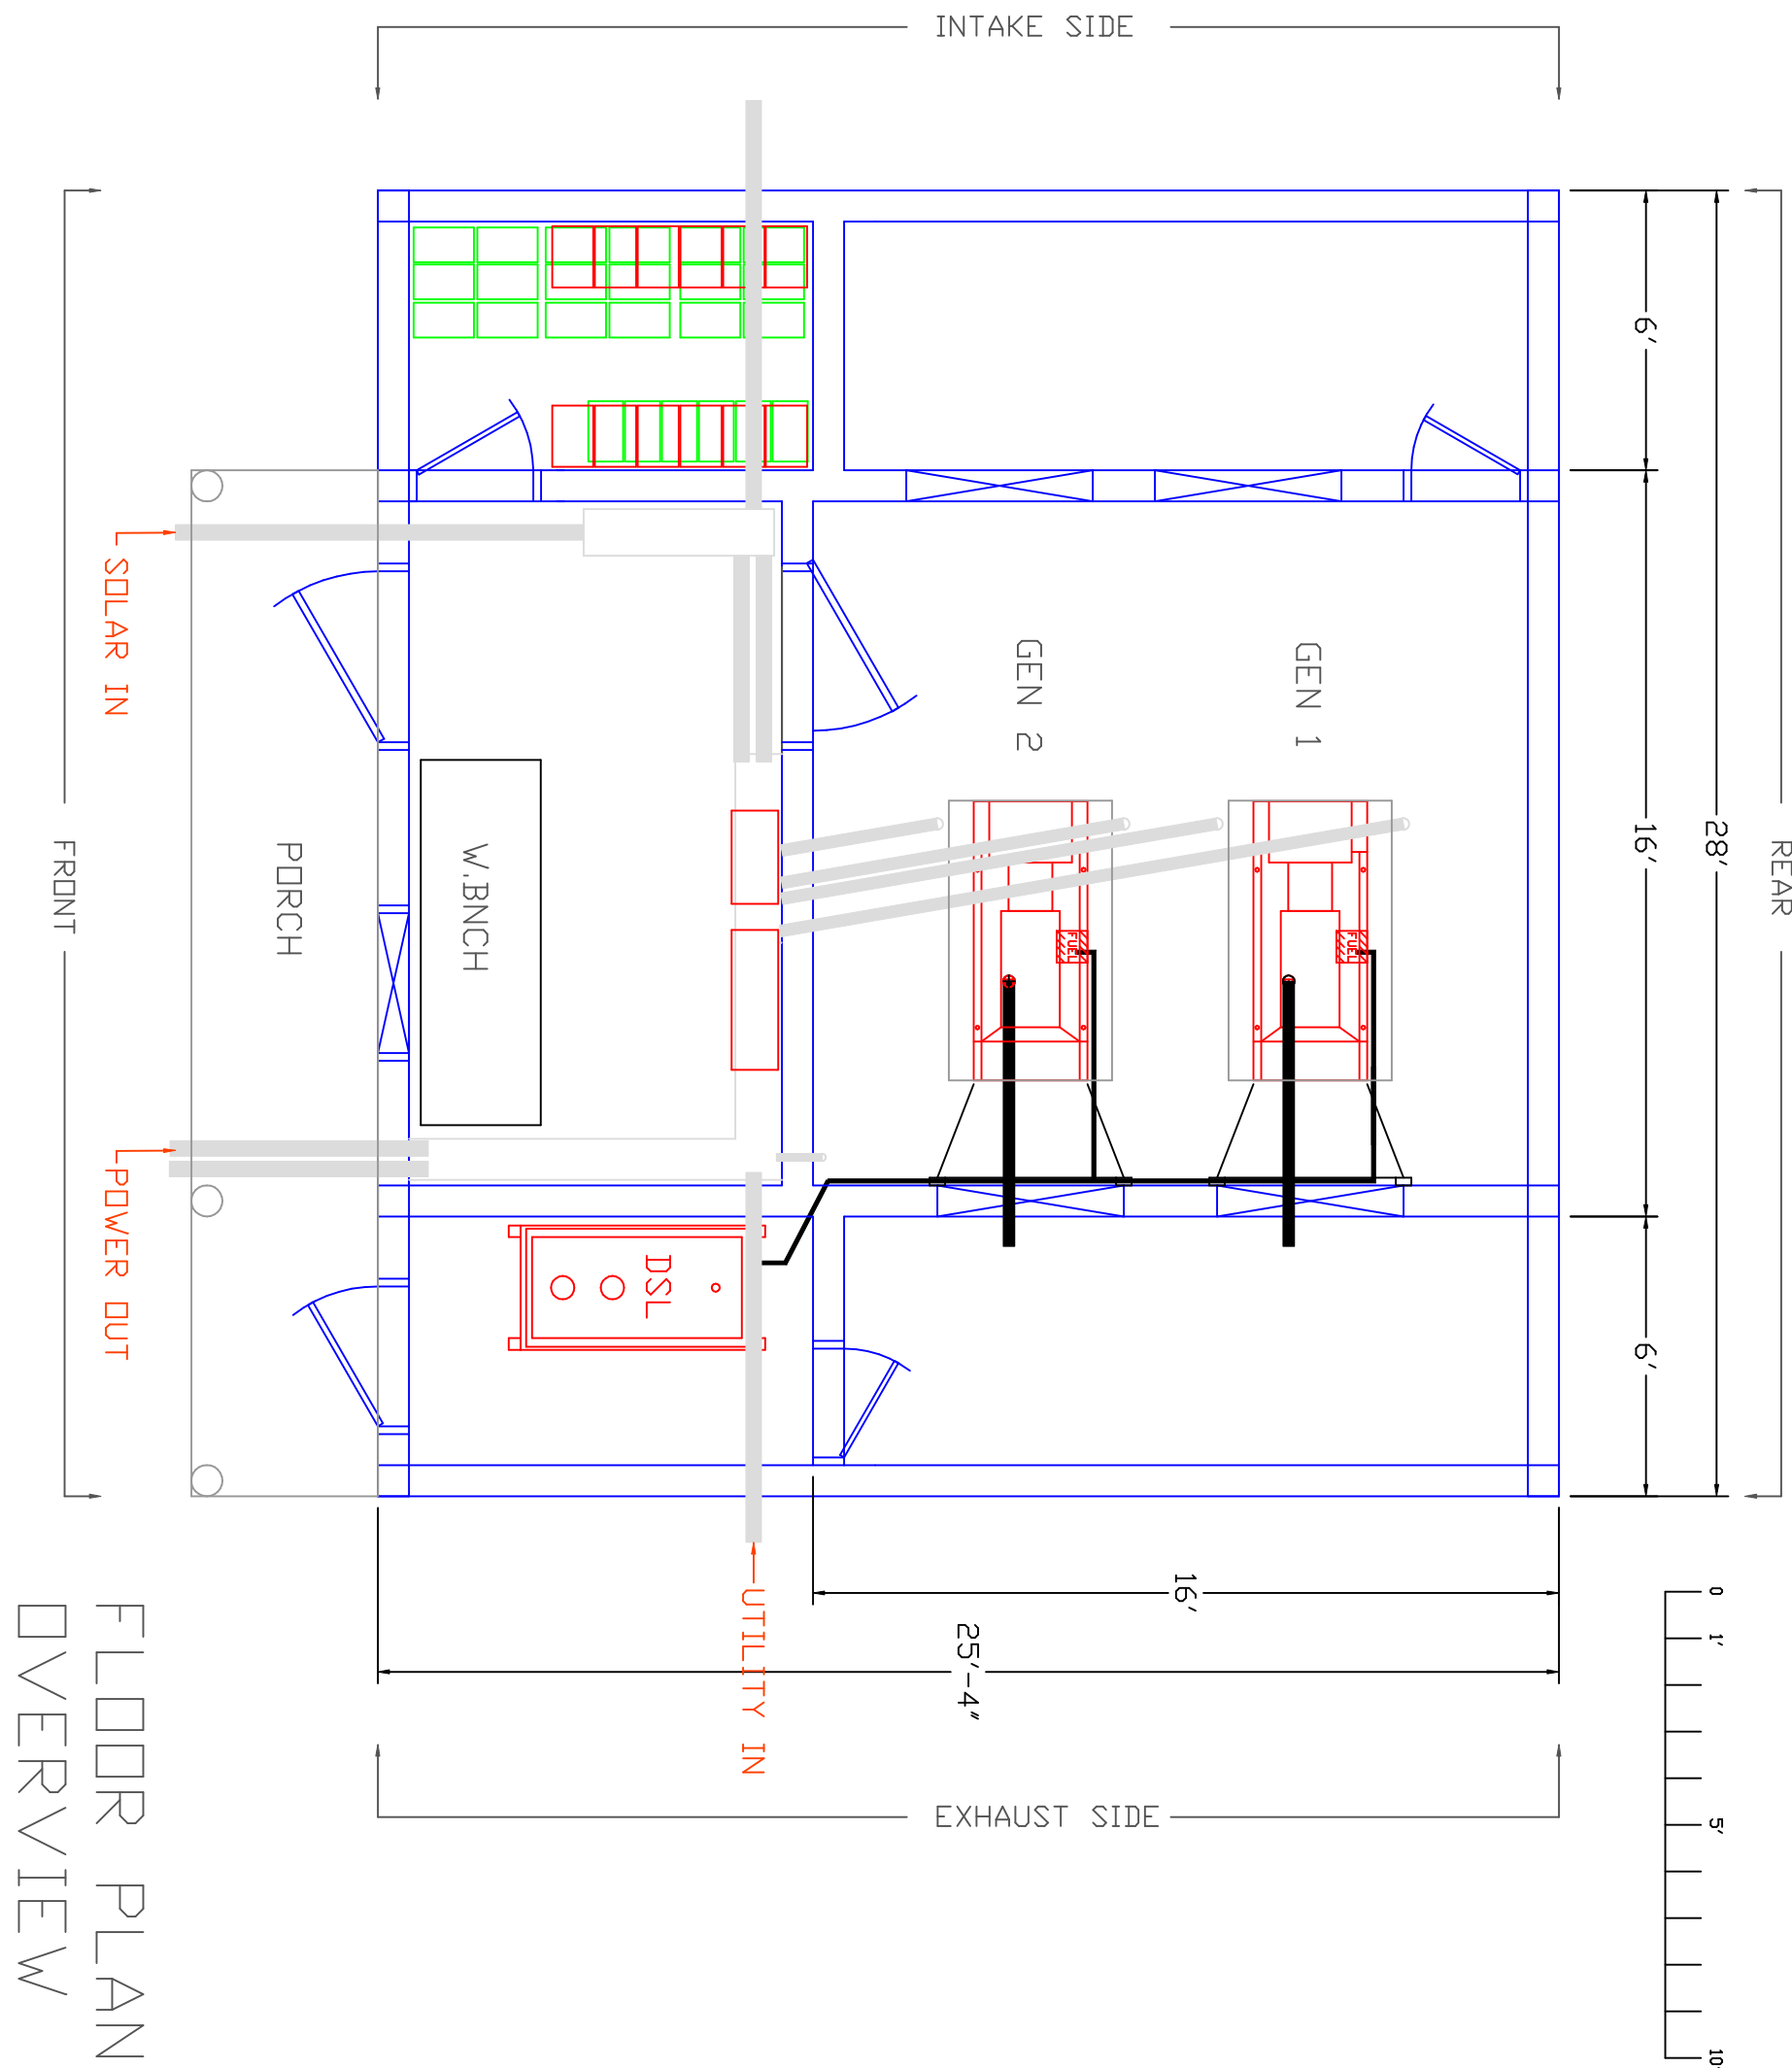 INTAKE SIDE
REAR
28'
6'
16'
6'
GEN 1
GEN 2
FUEL
FUEL
W.BNCH
PORCH
DSL
SOLAR IN
POWER OUT
UTILITY IN
FRONT
16'
25'-4"
EXHAUST SIDE
0 1' 5' 10'
FLOOR PLAN
OVERVIEW